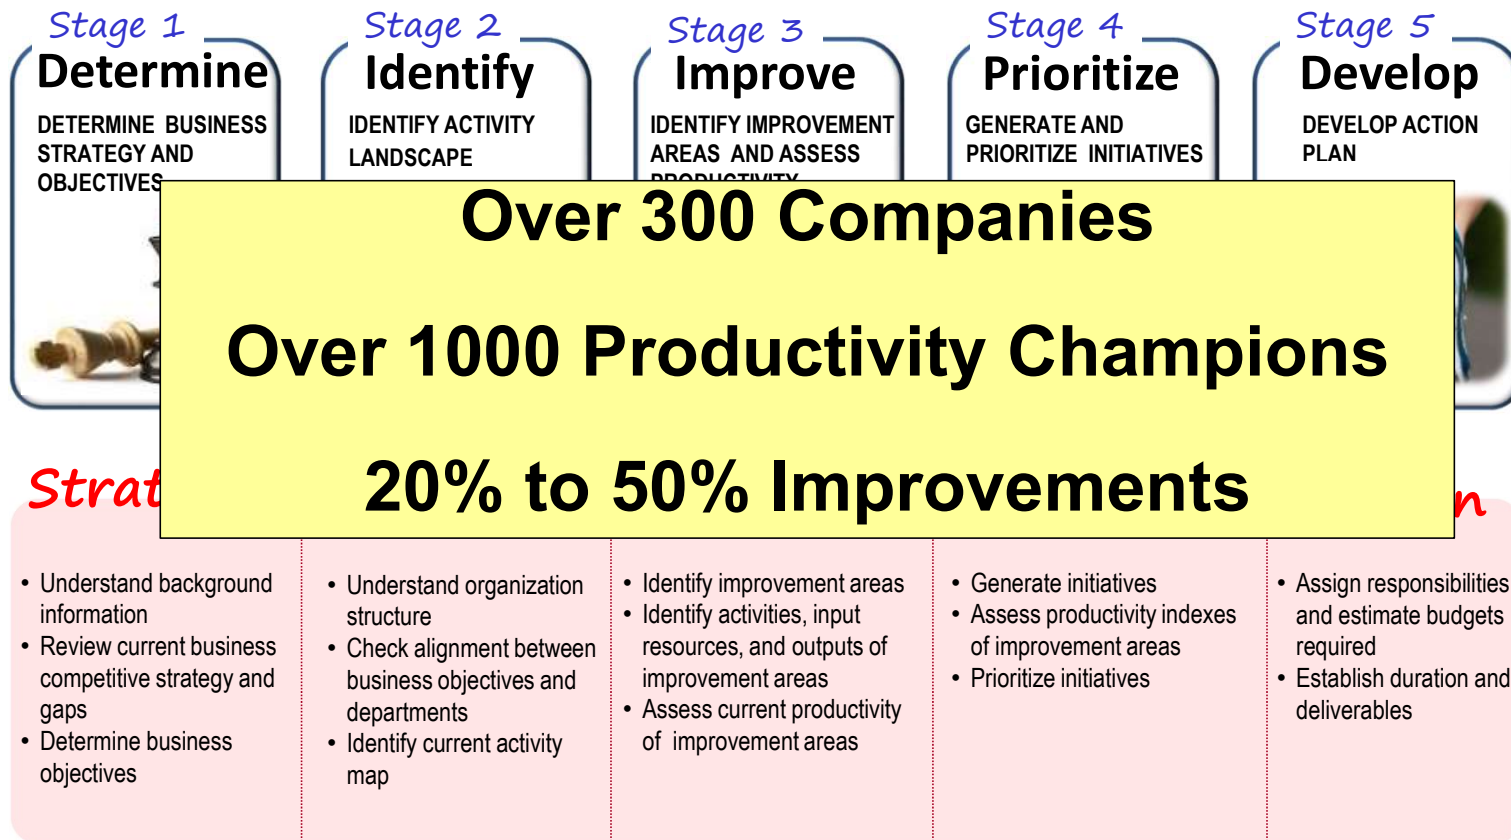 Stage 1
Determine
DETERMINE BUSINESS
STRATEGY AND
OBJECTIVES
Stage 2
Identify
IDENTIFY ACTIVITY
LANDSCAPE
Stage 3
Improve
IDENTIFY IMPROVEMENT
AREAS AND ASSESS
PRODUCTIVITY
Stage 4
Prioritize
GENERATE AND
PRIORITIZE INITIATIVES
Stage 5
Develop
DEVELOP ACTION
PLAN
Over 300 Companies
Over 1000 Productivity Champions
20% to 50% Improvements
• Understand background
information
• Review current business
competitive strategy and
gaps
• Determine business
objectives
• Understand organization
structure
• Check alignment between
business objectives and
departments
• Identify current activity
map
• Identify improvement areas
• Identify activities, input
resources, and outputs of
improvement areas
• Assess current productivity
of improvement areas
• Generate initiatives
• Assess productivity indexes
of improvement areas
• Prioritize initiatives
• Assign responsibilities
and estimate budgets
required
• Establish duration and
deliverables